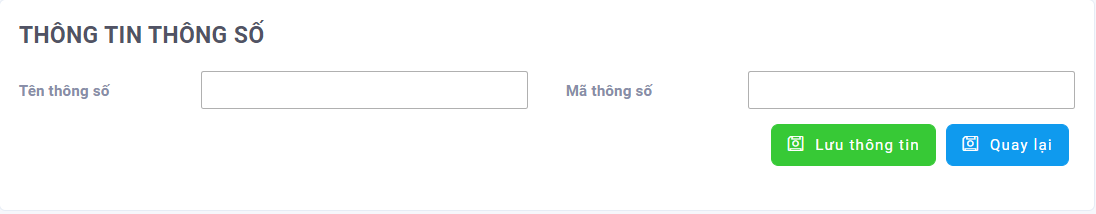 THÔNG TIN THÔNG SỐ
Tên thông số Mã thông số
Lưu thông tin Quay lại